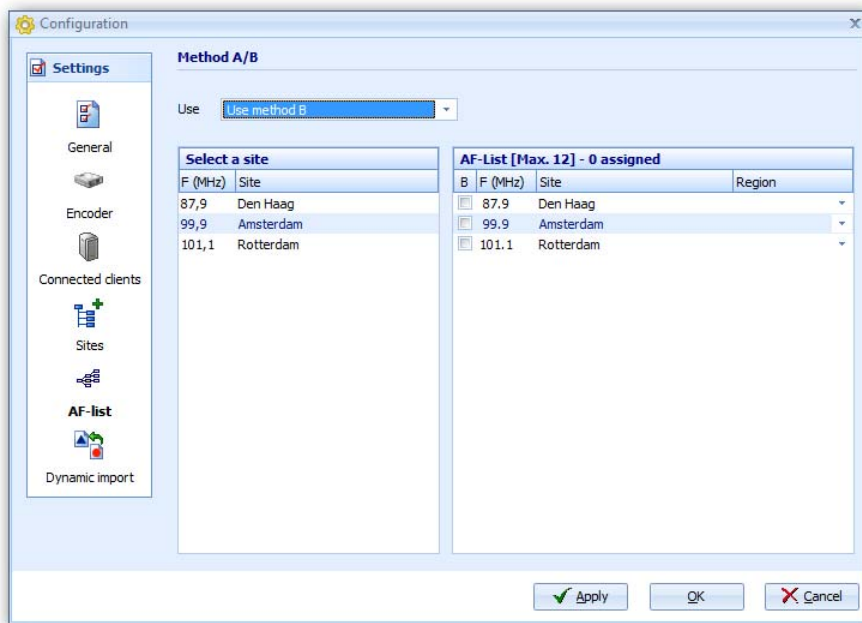 Configuration
Settings
General
Encoder
Connected clients
Sites
AF-list
Dynamic import
Method A/B
Use Use method B
Select a site
F (MHz) Site
87,9 Den Haag
99,9 Amsterdam
101,1 Rotterdam
AF-List [Max. 12] - 0 assigned
B F (MHz) Site Region
87.9 Den Haag
99.9 Amsterdam
101.1 Rotterdam
Apply OK Cancel